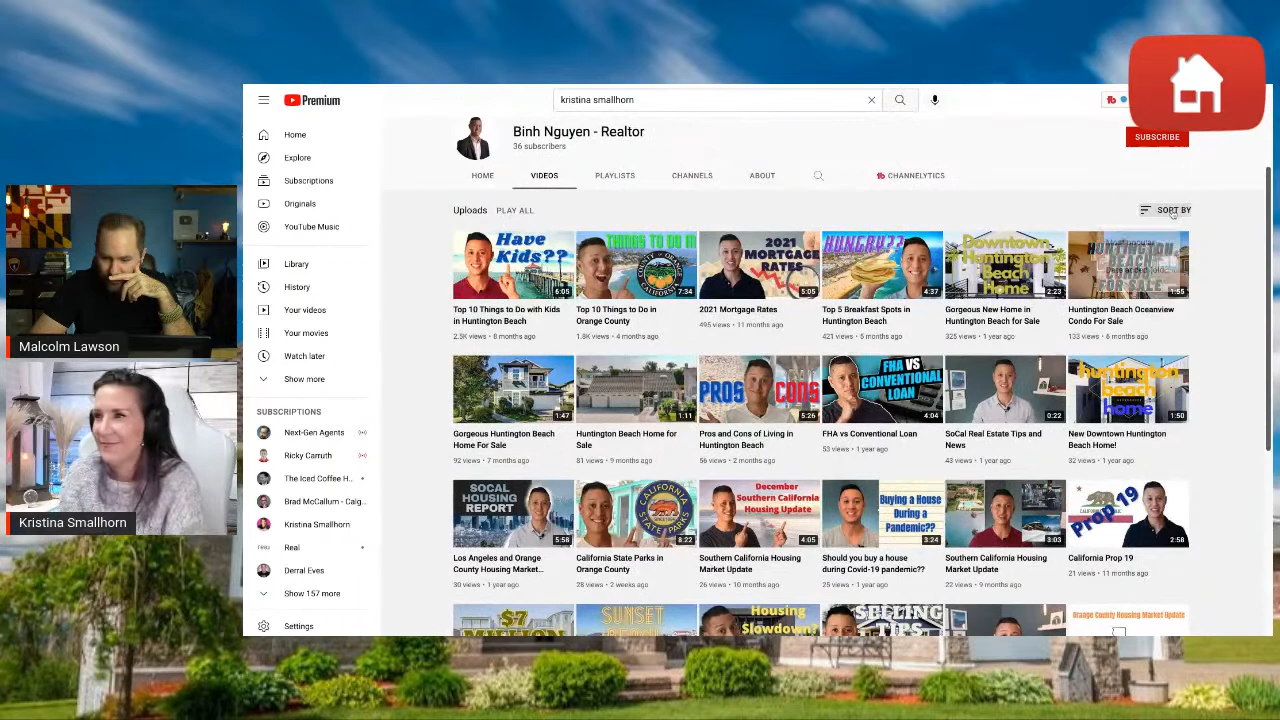 Premium
kristina smallhorn
Home
Explore
Subscriptions
Originals
YouTube Music
Library
History
Your videos
Your movies
Watch later
Show more
SUBSCRIPTIONS
Next-Gen Agents
Ricky Carruth
The Iced Coffee H..
Brad McCallum - Calg...
Kristina Smallhorn
Real
Derral Eves
Show 157 more
Settings
Malcolm Lawson
Kristina Smallhorn
Binh Nguyen - Realtor
36 subscribers
SUBSCRIBE
HOME VIDEOS PLAYLISTS CHANNELS ABOUT CHANNELYTICS
Uploads PLAY ALL
SORT BY
Have
Kids??
6:05
Top 10 Things to Do with Kids
in Huntington Beach
2.5K views • 8 months ago
THINGS TO DO IN
7:34
Top 10 Things to Do in
Orange County
1.8K views • 4 months ago
2021
MORTGAGE
RATES
5:05
2021 Mortgage Rates
495 views • 11 months ago
HUNGRY??
4:37
Top 5 Breakfast Spots in
Huntington Beach
421 views • 5 months ago
Downtown
Huntington
Beach
Home
2:23
Gorgeous New Home in
Huntington Beach for Sale
325 views • 1 year ago
HUNTINGTON
BEACH
FOR SALE
1:55
Huntington Beach Oceanview
Condo For Sale
133 views • 6 months ago
1:47
Gorgeous Huntington Beach
Home For Sale
92 views • 7 months ago
1:11
Huntington Beach Home for
Sale
81 views • 9 months ago
PROS CONS
5:26
Pros and Cons of Living in
Huntington Beach
56 views • 2 months ago
FHA VS
CONVENTIONAL
LOAN
4:04
FHA vs Conventional Loan
53 views • 1 year ago
0:22
SoCal Real Estate Tips and
News
43 views • 1 year ago
huntington
beach
home
1:50
New Downtown Huntington
Beach Home!
32 views • 1 year ago
SOCAL
HOUSING
REPORT
5:58
Los Angeles and Orange
County Housing Market...
30 views • 1 year ago
CALIFORNIA
STATE PARKS
8:22
California State Parks in
Orange County
28 views • 2 weeks ago
December
Southern California
Housing Update
4:05
Southern California Housing
Market Update
26 views • 10 months ago
Buying a House
During a
Pandemic??
3:24
Should you buy a house
during Covid-19 pandemic??
25 views • 1 year ago
3:03
Southern California Housing
Market Update
22 views • 9 months ago
Prop 19
2:58
California Prop 19
21 views • 11 months ago
$7
SUNSET
Housing
Slowdown?
SELLING
TIPS
Orange County Housing Market Update